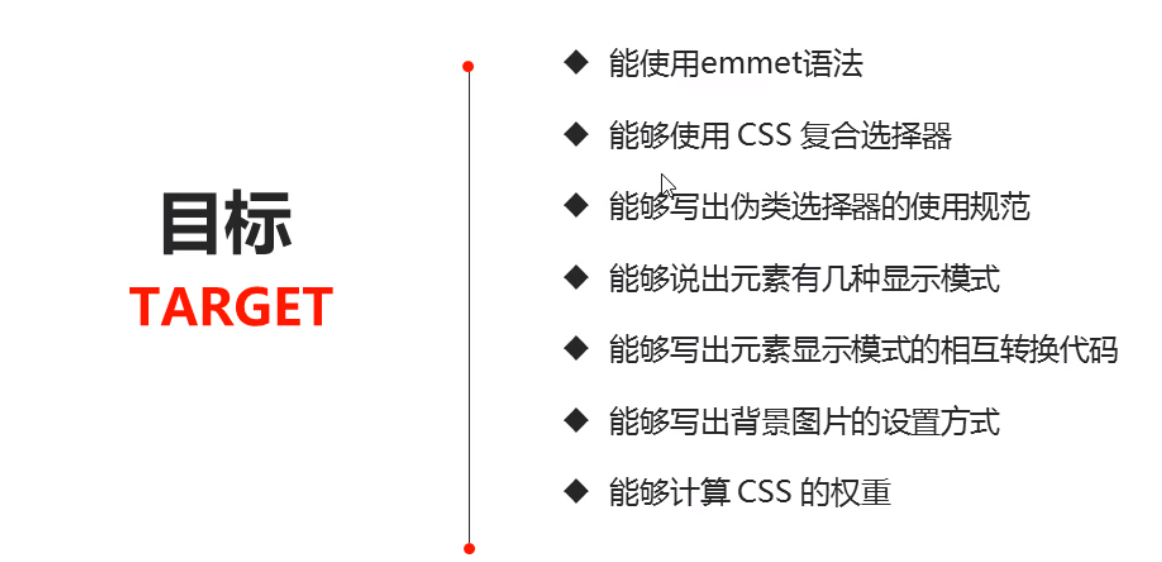 目标
TARGET
◆ 能使用emmet语法
◆ 能够使用 CSS 复合选择器
◆ 能够写出伪类选择器的使用规范
◆ 能够说出元素有几种显示模式
◆ 能够写出元素显示模式的相互转换代码
◆ 能够写出背景图片的设置方式
◆ 能够计算 CSS 的权重